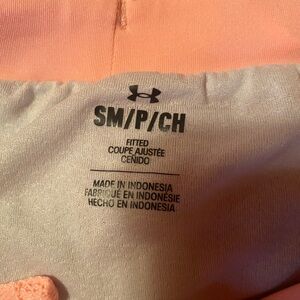 SM/P/CH
FITTED
COUPE AJUSTÉE
CEÑIDO
MADE IN INDONESIA
FABRIQUÉ EN INDONÉSIE
HECHO EN INDONESIA